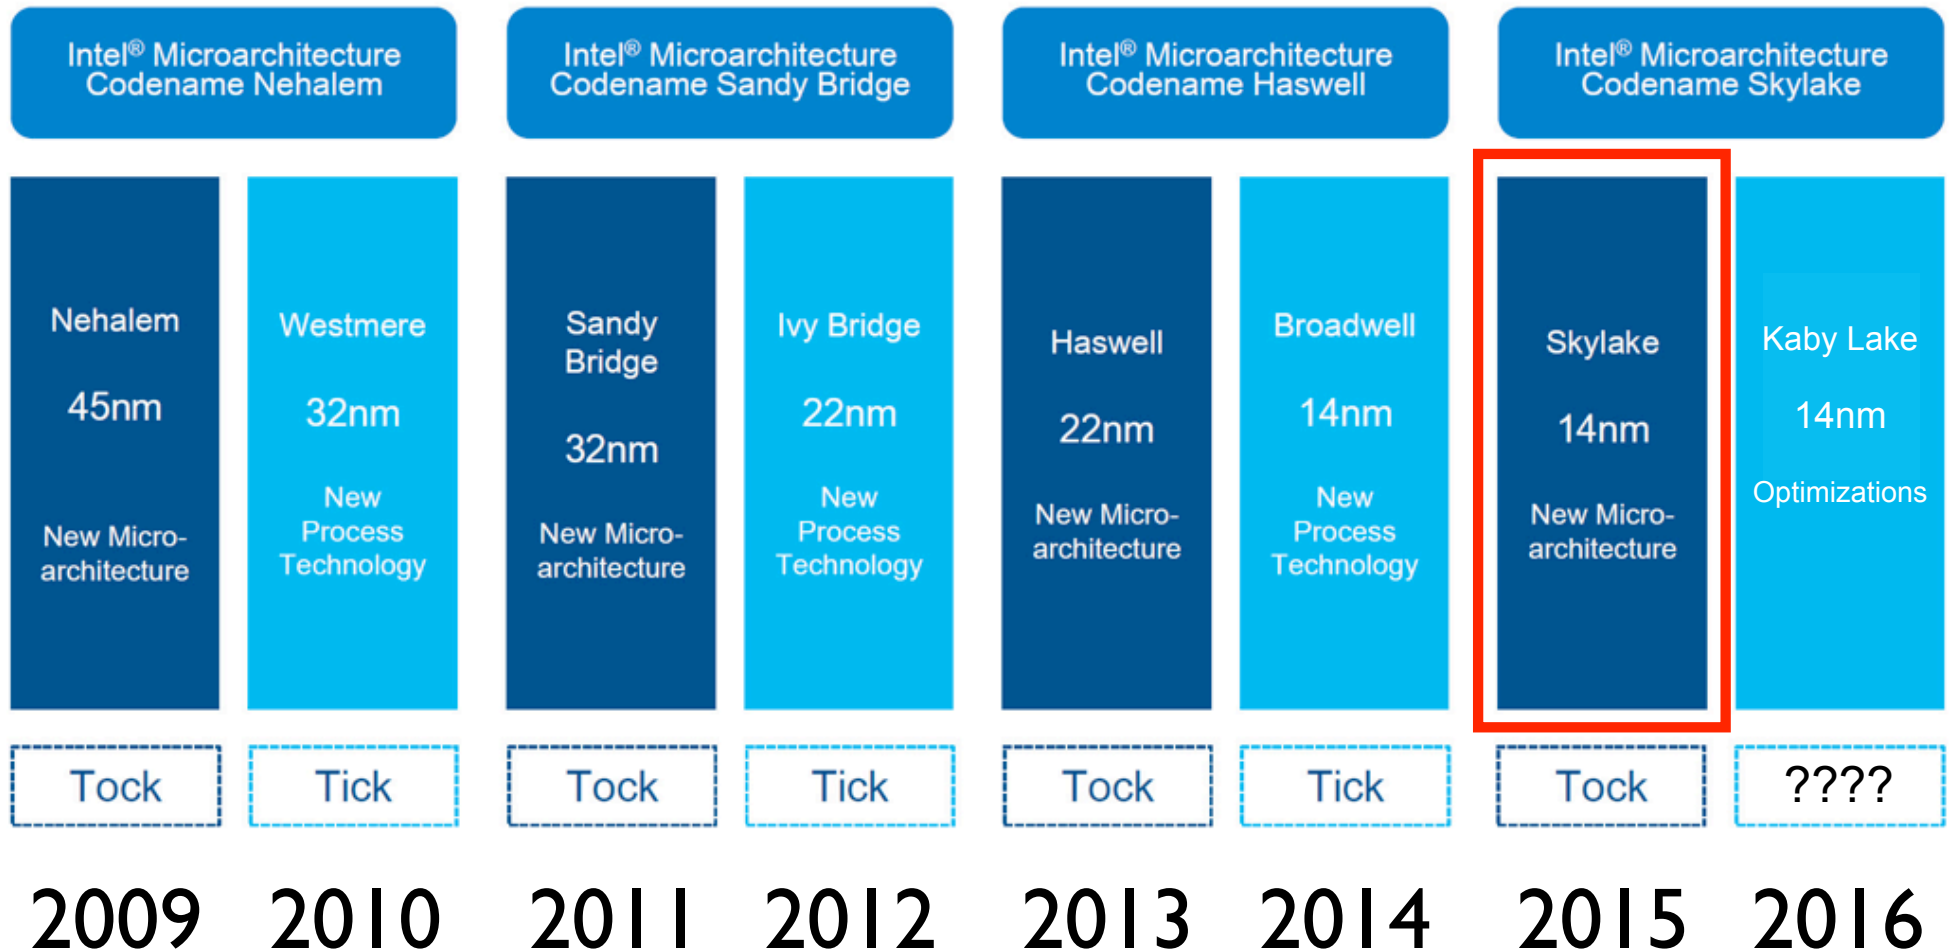 Intel® Microarchitecture
Codename Nehalem
Intel® Microarchitecture
Codename Sandy Bridge
Intel® Microarchitecture
Codename Haswell
Intel® Microarchitecture
Codename Skylake
Nehalem
45nm
New Micro-
architecture
Westmere
32nm
New
Process
Technology
Sandy
Bridge
32nm
New Micro-
architecture
Ivy Bridge
22nm
New
Process
Technology
Haswell
22nm
New Micro-
architecture
Broadwell
14nm
New
Process
Technology
Skylake
14nm
New Micro-
architecture
Kaby Lake
14nm
Optimizations
Tock
Tick
Tock
Tick
Tock
Tick
Tock
????
2009
2010
2011
2012
2013
2014
2015
2016